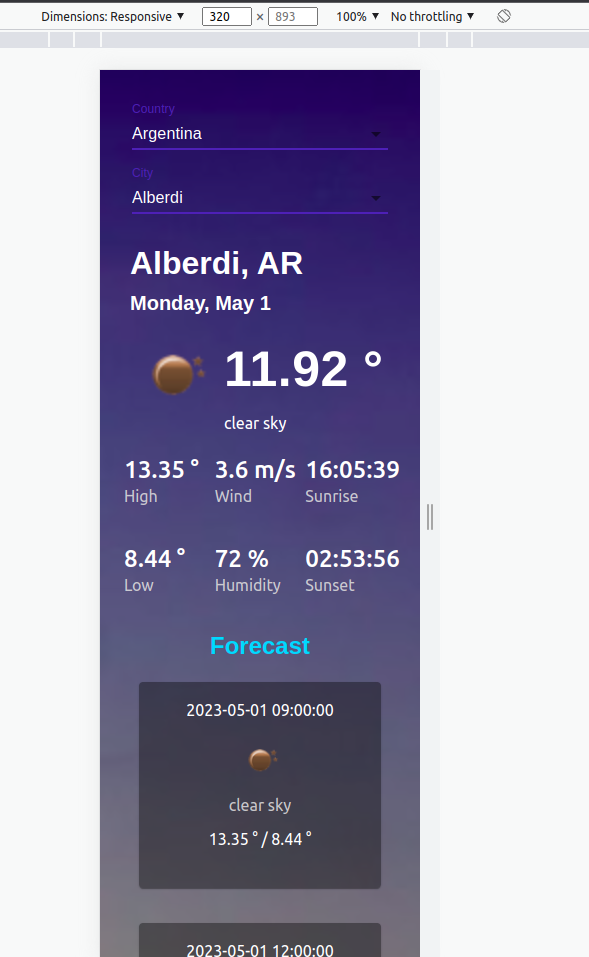 Dimensions: Responsive ▼ 320 × 893 100% ▼ No throttling ▼
Country
Argentina
City
Alberdi
Alberdi, AR
Monday, May 1
11.92 °
clear sky
13.35 ° 3.6 m/s 16:05:39
High Wind Sunrise
8.44 ° 72 % 02:53:56
Low Humidity Sunset
Forecast
2023-05-01 09:00:00
clear sky
13.35 ° / 8.44 °
2023-05-01 12:00:00